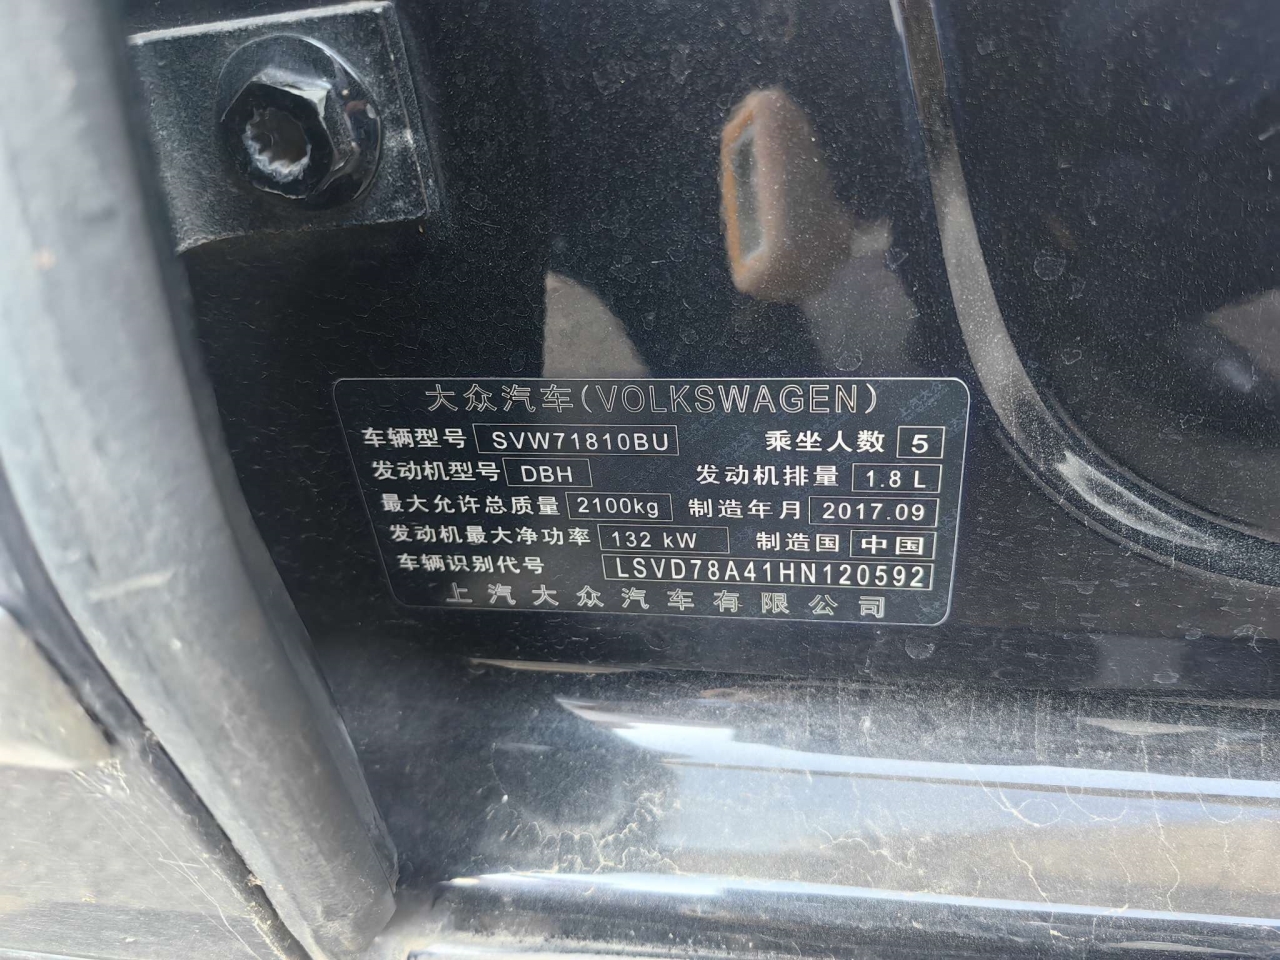 大众汽车(VOLKSWAGEN)
车辆型号 SVW71810BU 乘坐人数 5
发动机型号 DBH 发动机排量 1.8 L
最大允许总质量 2100kg 制造年月 2017.09
发动机最大净功率 132 kW 制造国 中国
车辆识别代号 LSVD78A41HN120592
上汽大众汽车有限公司